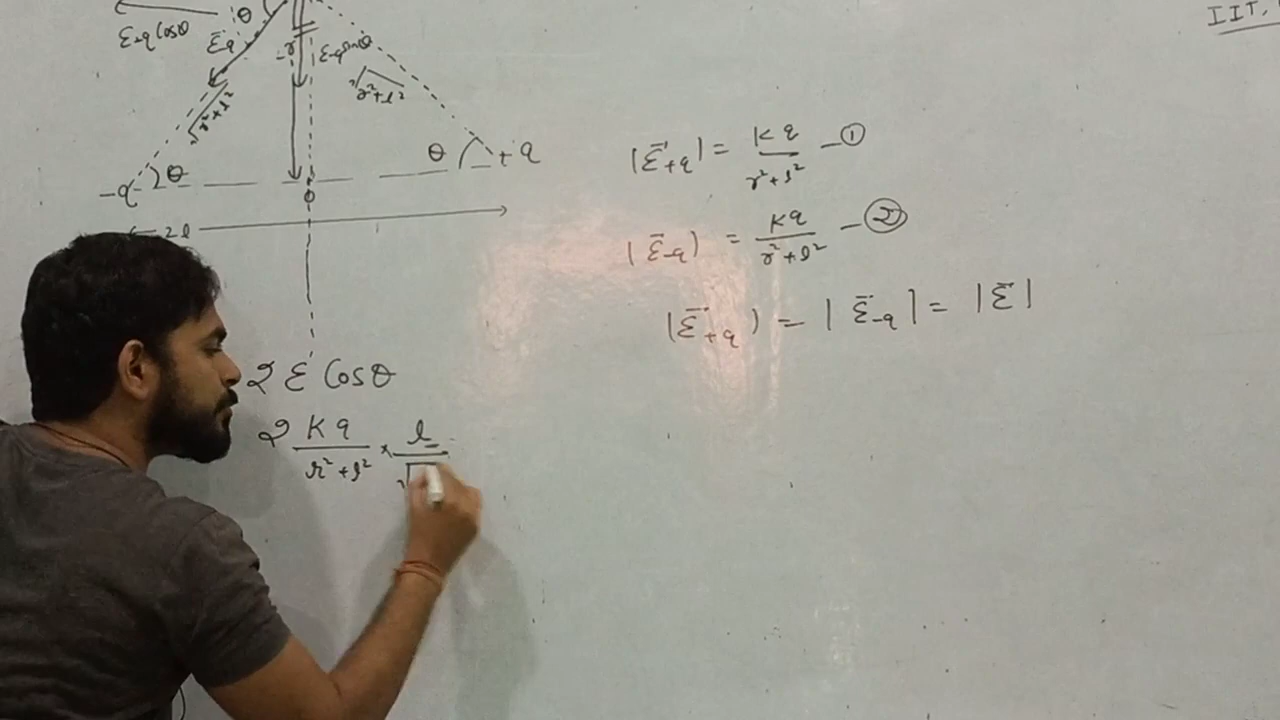 IIT,
E-q Cosθ
θ
E⃗-q
r
E-q sinθ
√r²+l²
√r²+l²
-q
θ
θ
+q
O
2l
|E⃗+q| = Kq / r²+l² - ①
|E⃗-q) = Kq / r²+l² - ②
|E⃗+q) = |E⃗-q| = |E⃗|
2 E Cosθ
2 Kq / r²+l² × l / √